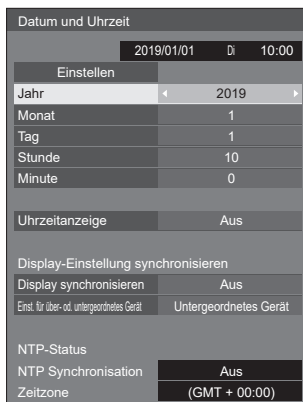 Datum und Uhrzeit
2019/01/01 Di 10:00
Einstellen
Jahr 2019
Monat 1
Tag 1
Stunde 10
Minute 0
Uhrzeitanzeige Aus
Display-Einstellung synchronisieren
Display synchronisieren Aus
Einst. für über- od. untergeordnetes Gerät Untergeordnetes Gerät
NTP-Status
NTP Synchronisation Aus
Zeitzone (GMT + 00:00)